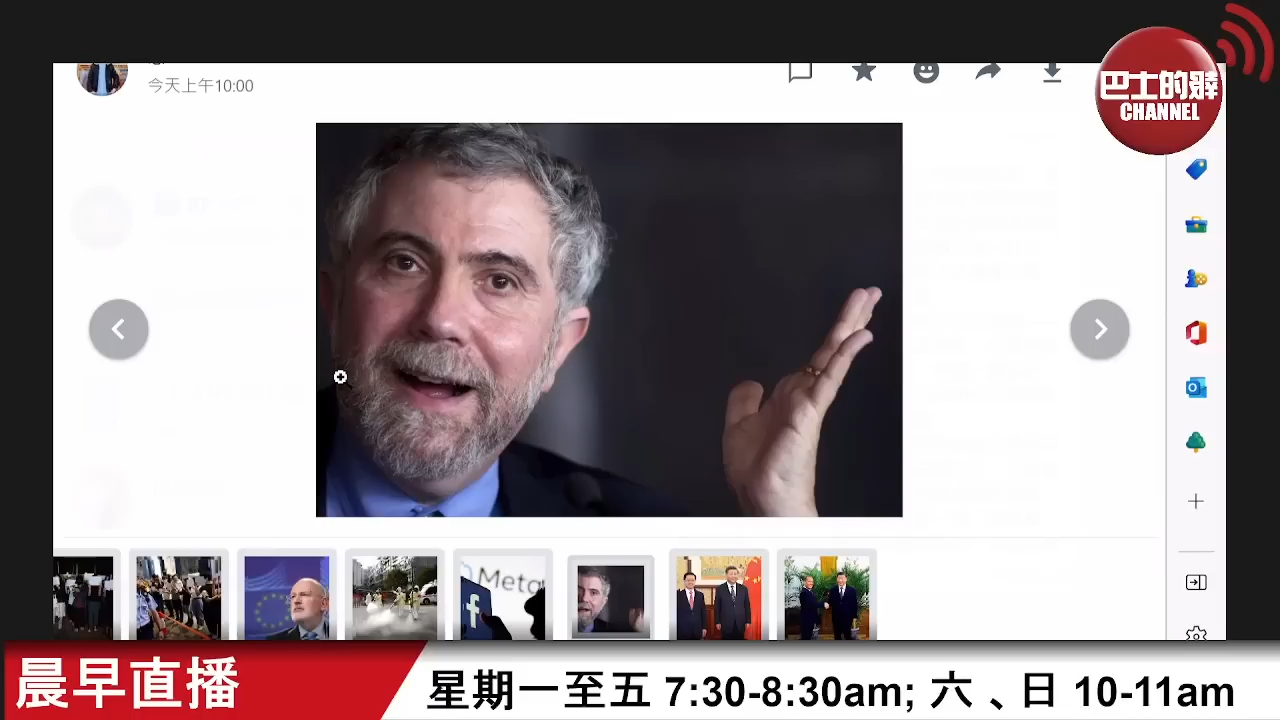 今天上午10:00
巴士的報
CHANNEL
Meta
f
晨早直播
星期一至五 7:30-8:30am; 六、日 10-11am